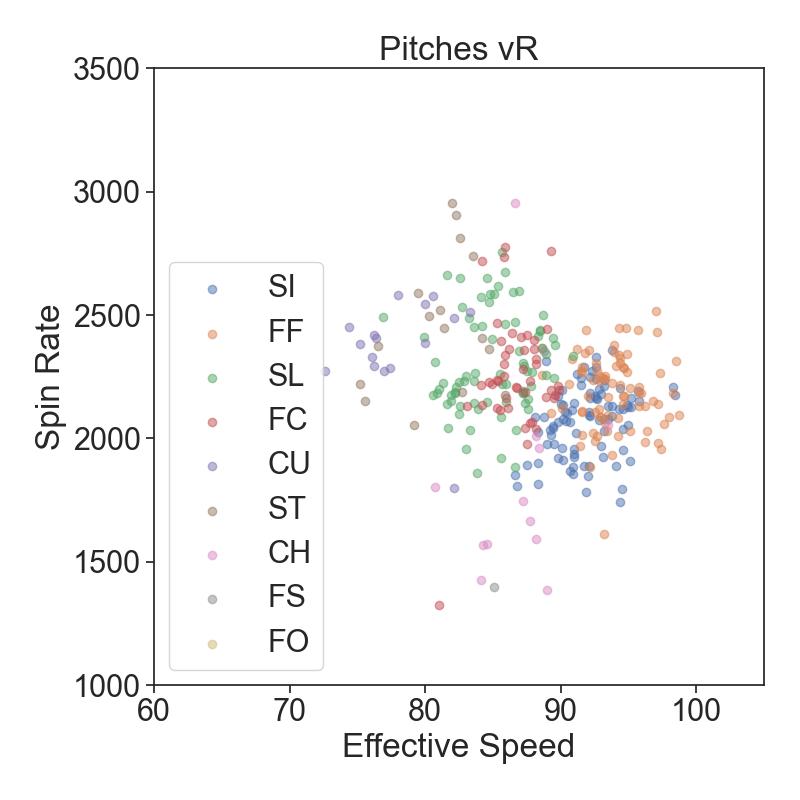 Pitches vR
3500
3000
2500
2000
1500
1000
Spin Rate
SI
FF
SL
FC
CU
ST
CH
FS
FO
60 70 80 90 100
Effective Speed